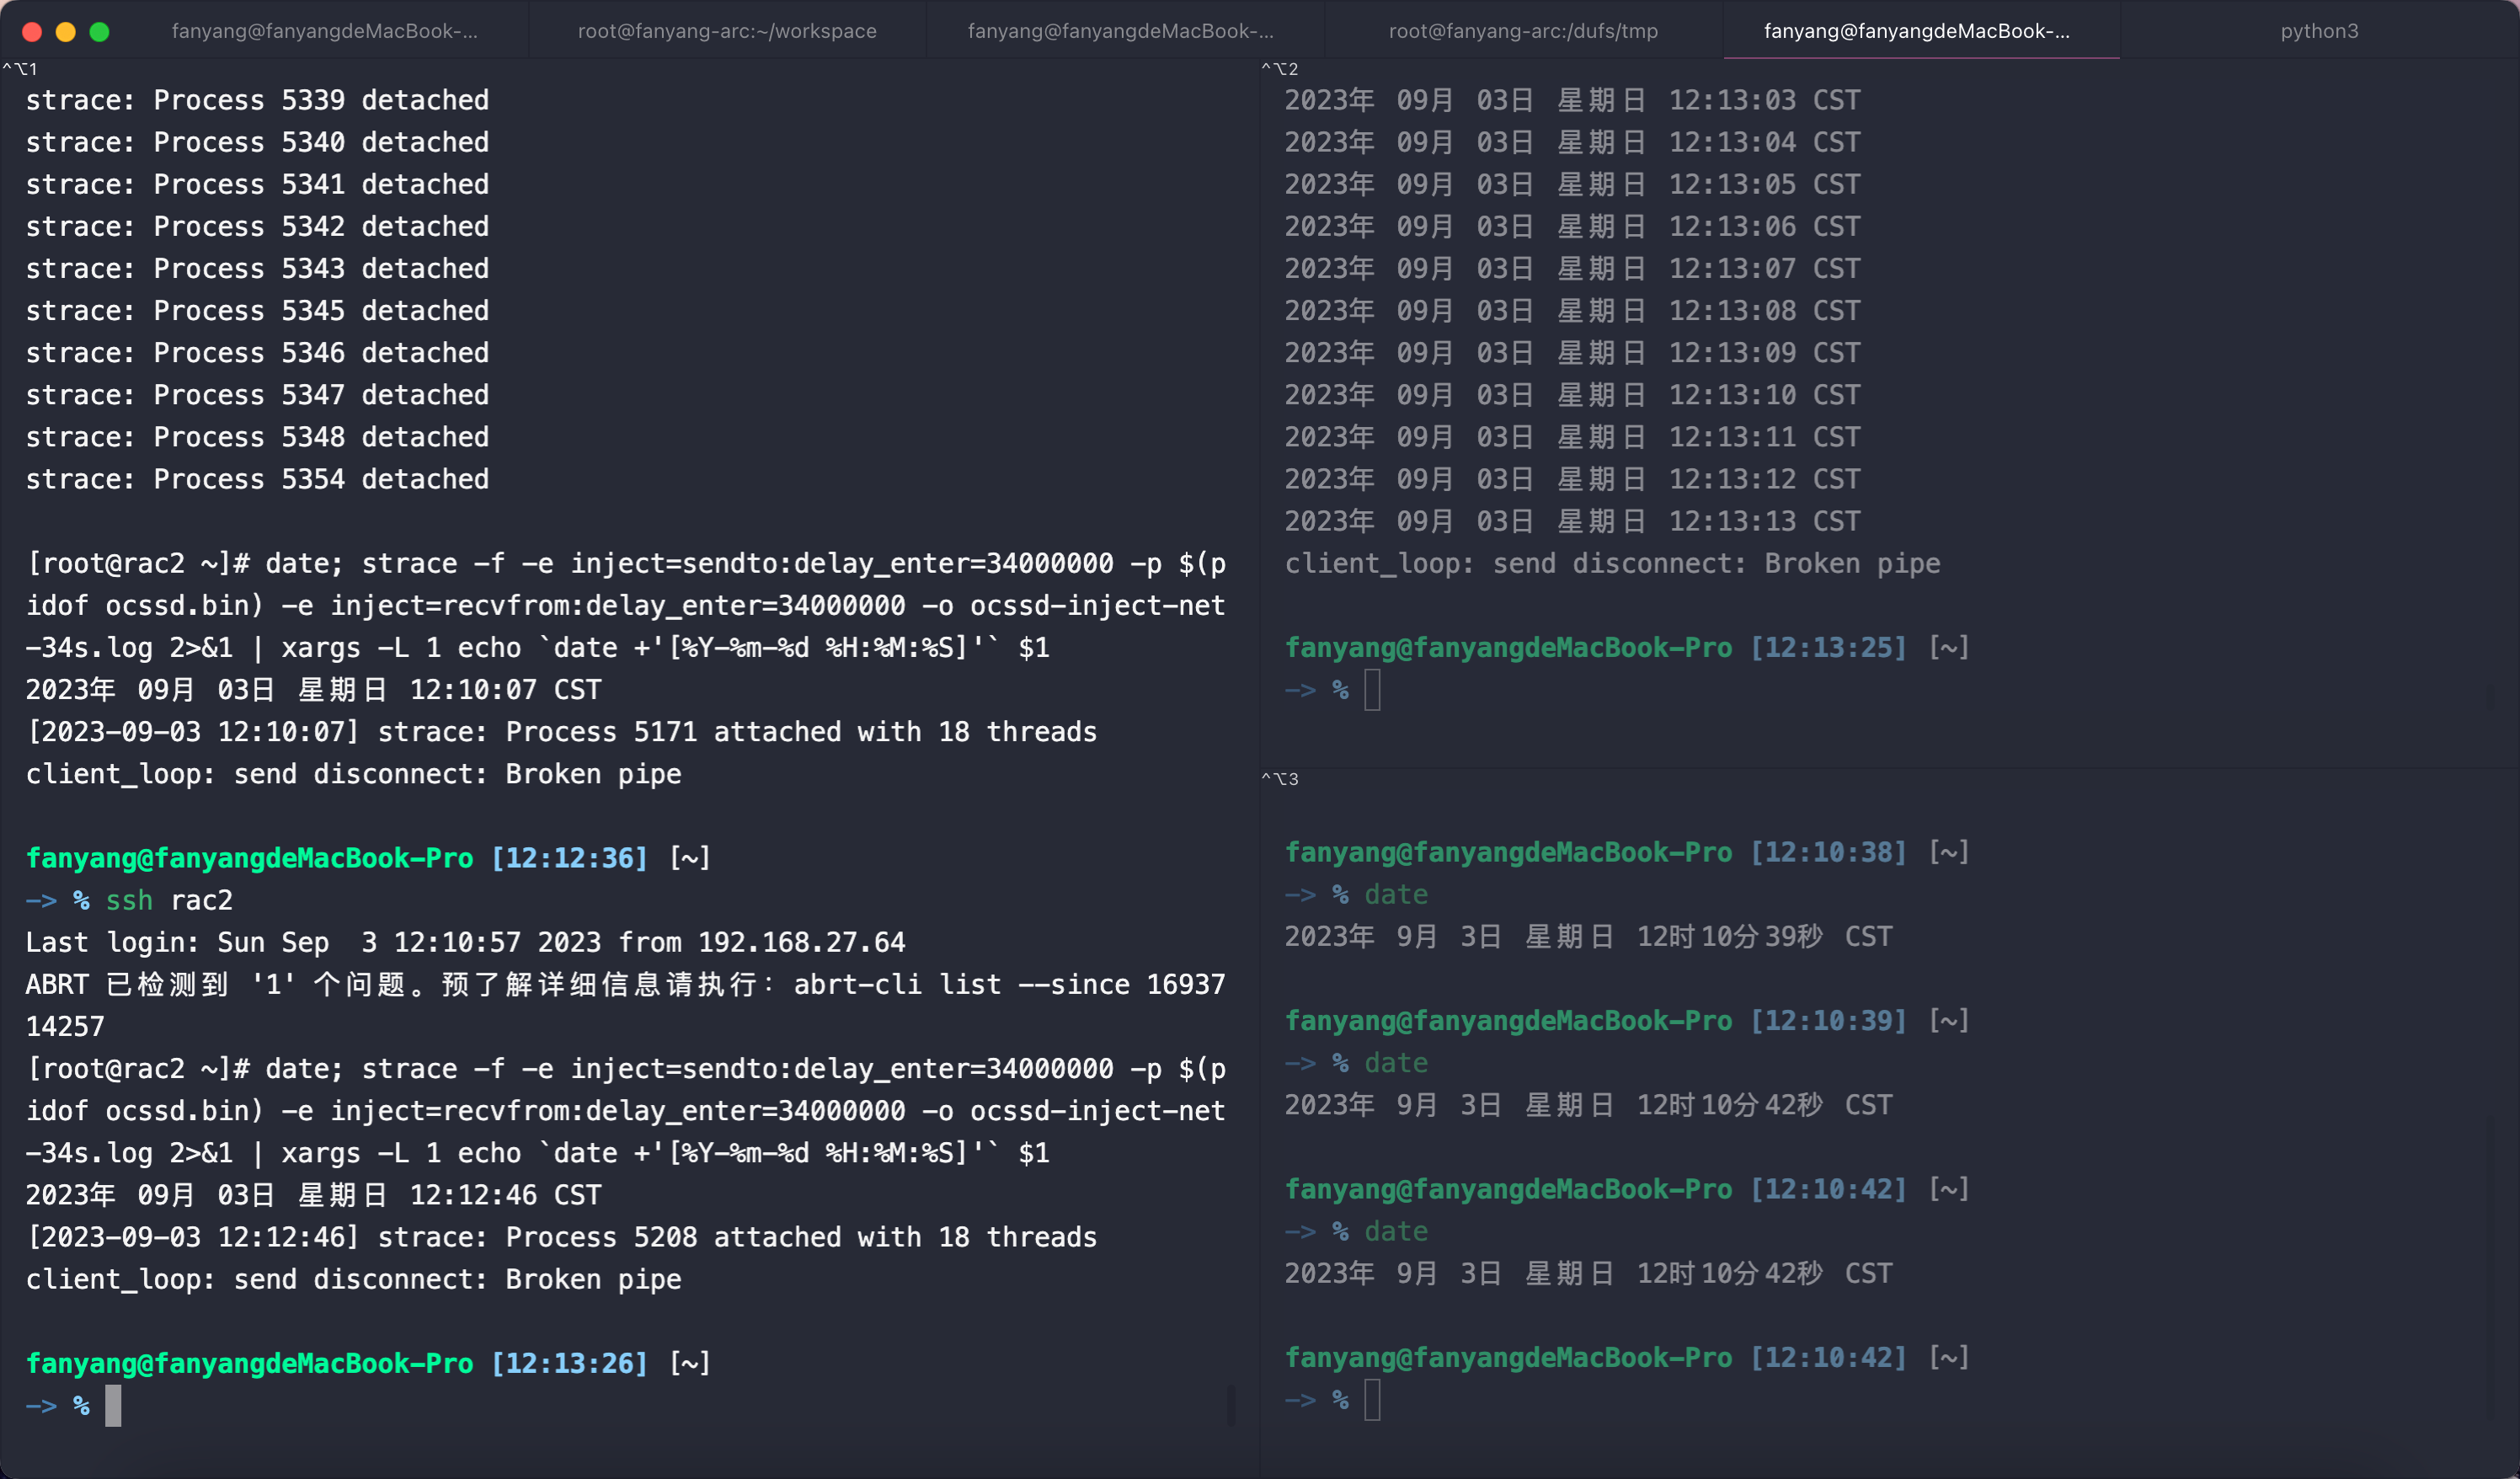 fanyang@fanyangdeMacBook-...
root@fanyang-arc:~/workspace
fanyang@fanyangdeMacBook-...
root@fanyang-arc:/dufs/tmp
fanyang@fanyangdeMacBook-...
python3
^⌥1
strace: Process 5339 detached
strace: Process 5340 detached
strace: Process 5341 detached
strace: Process 5342 detached
strace: Process 5343 detached
strace: Process 5345 detached
strace: Process 5346 detached
strace: Process 5347 detached
strace: Process 5348 detached
strace: Process 5354 detached
[root@rac2 ~]# date; strace -f -e inject=sendto:delay_enter=34000000 -p $(p
idof ocssd.bin) -e inject=recvfrom:delay_enter=34000000 -o ocssd-inject-net
-34s.log 2>&1 | xargs -L 1 echo `date +'[%Y-%m-%d %H:%M:%S]'` $1
2023年 09月 03日 星期日 12:10:07 CST
[2023-09-03 12:10:07] strace: Process 5171 attached with 18 threads
client_loop: send disconnect: Broken pipe
fanyang@fanyangdeMacBook-Pro [12:12:36] [~]
-> % ssh rac2
Last login: Sun Sep  3 12:10:57 2023 from 192.168.27.64
ABRT 已检测到 '1' 个问题。预了解详细信息请执行：abrt-cli list --since 16937
14257
[root@rac2 ~]# date; strace -f -e inject=sendto:delay_enter=34000000 -p $(p
idof ocssd.bin) -e inject=recvfrom:delay_enter=34000000 -o ocssd-inject-net
-34s.log 2>&1 | xargs -L 1 echo `date +'[%Y-%m-%d %H:%M:%S]'` $1
2023年 09月 03日 星期日 12:12:46 CST
[2023-09-03 12:12:46] strace: Process 5208 attached with 18 threads
client_loop: send disconnect: Broken pipe
fanyang@fanyangdeMacBook-Pro [12:13:26] [~]
-> %
^⌥2
2023年 09月 03日 星期日 12:13:03 CST
2023年 09月 03日 星期日 12:13:04 CST
2023年 09月 03日 星期日 12:13:05 CST
2023年 09月 03日 星期日 12:13:06 CST
2023年 09月 03日 星期日 12:13:07 CST
2023年 09月 03日 星期日 12:13:08 CST
2023年 09月 03日 星期日 12:13:09 CST
2023年 09月 03日 星期日 12:13:10 CST
2023年 09月 03日 星期日 12:13:11 CST
2023年 09月 03日 星期日 12:13:12 CST
2023年 09月 03日 星期日 12:13:13 CST
client_loop: send disconnect: Broken pipe
fanyang@fanyangdeMacBook-Pro [12:13:25] [~]
-> %
^⌥3
fanyang@fanyangdeMacBook-Pro [12:10:38] [~]
-> % date
2023年 9月 3日 星期日 12时10分39秒 CST
fanyang@fanyangdeMacBook-Pro [12:10:39] [~]
-> % date
2023年 9月 3日 星期日 12时10分42秒 CST
fanyang@fanyangdeMacBook-Pro [12:10:42] [~]
-> % date
2023年 9月 3日 星期日 12时10分42秒 CST
fanyang@fanyangdeMacBook-Pro [12:10:42] [~]
-> %